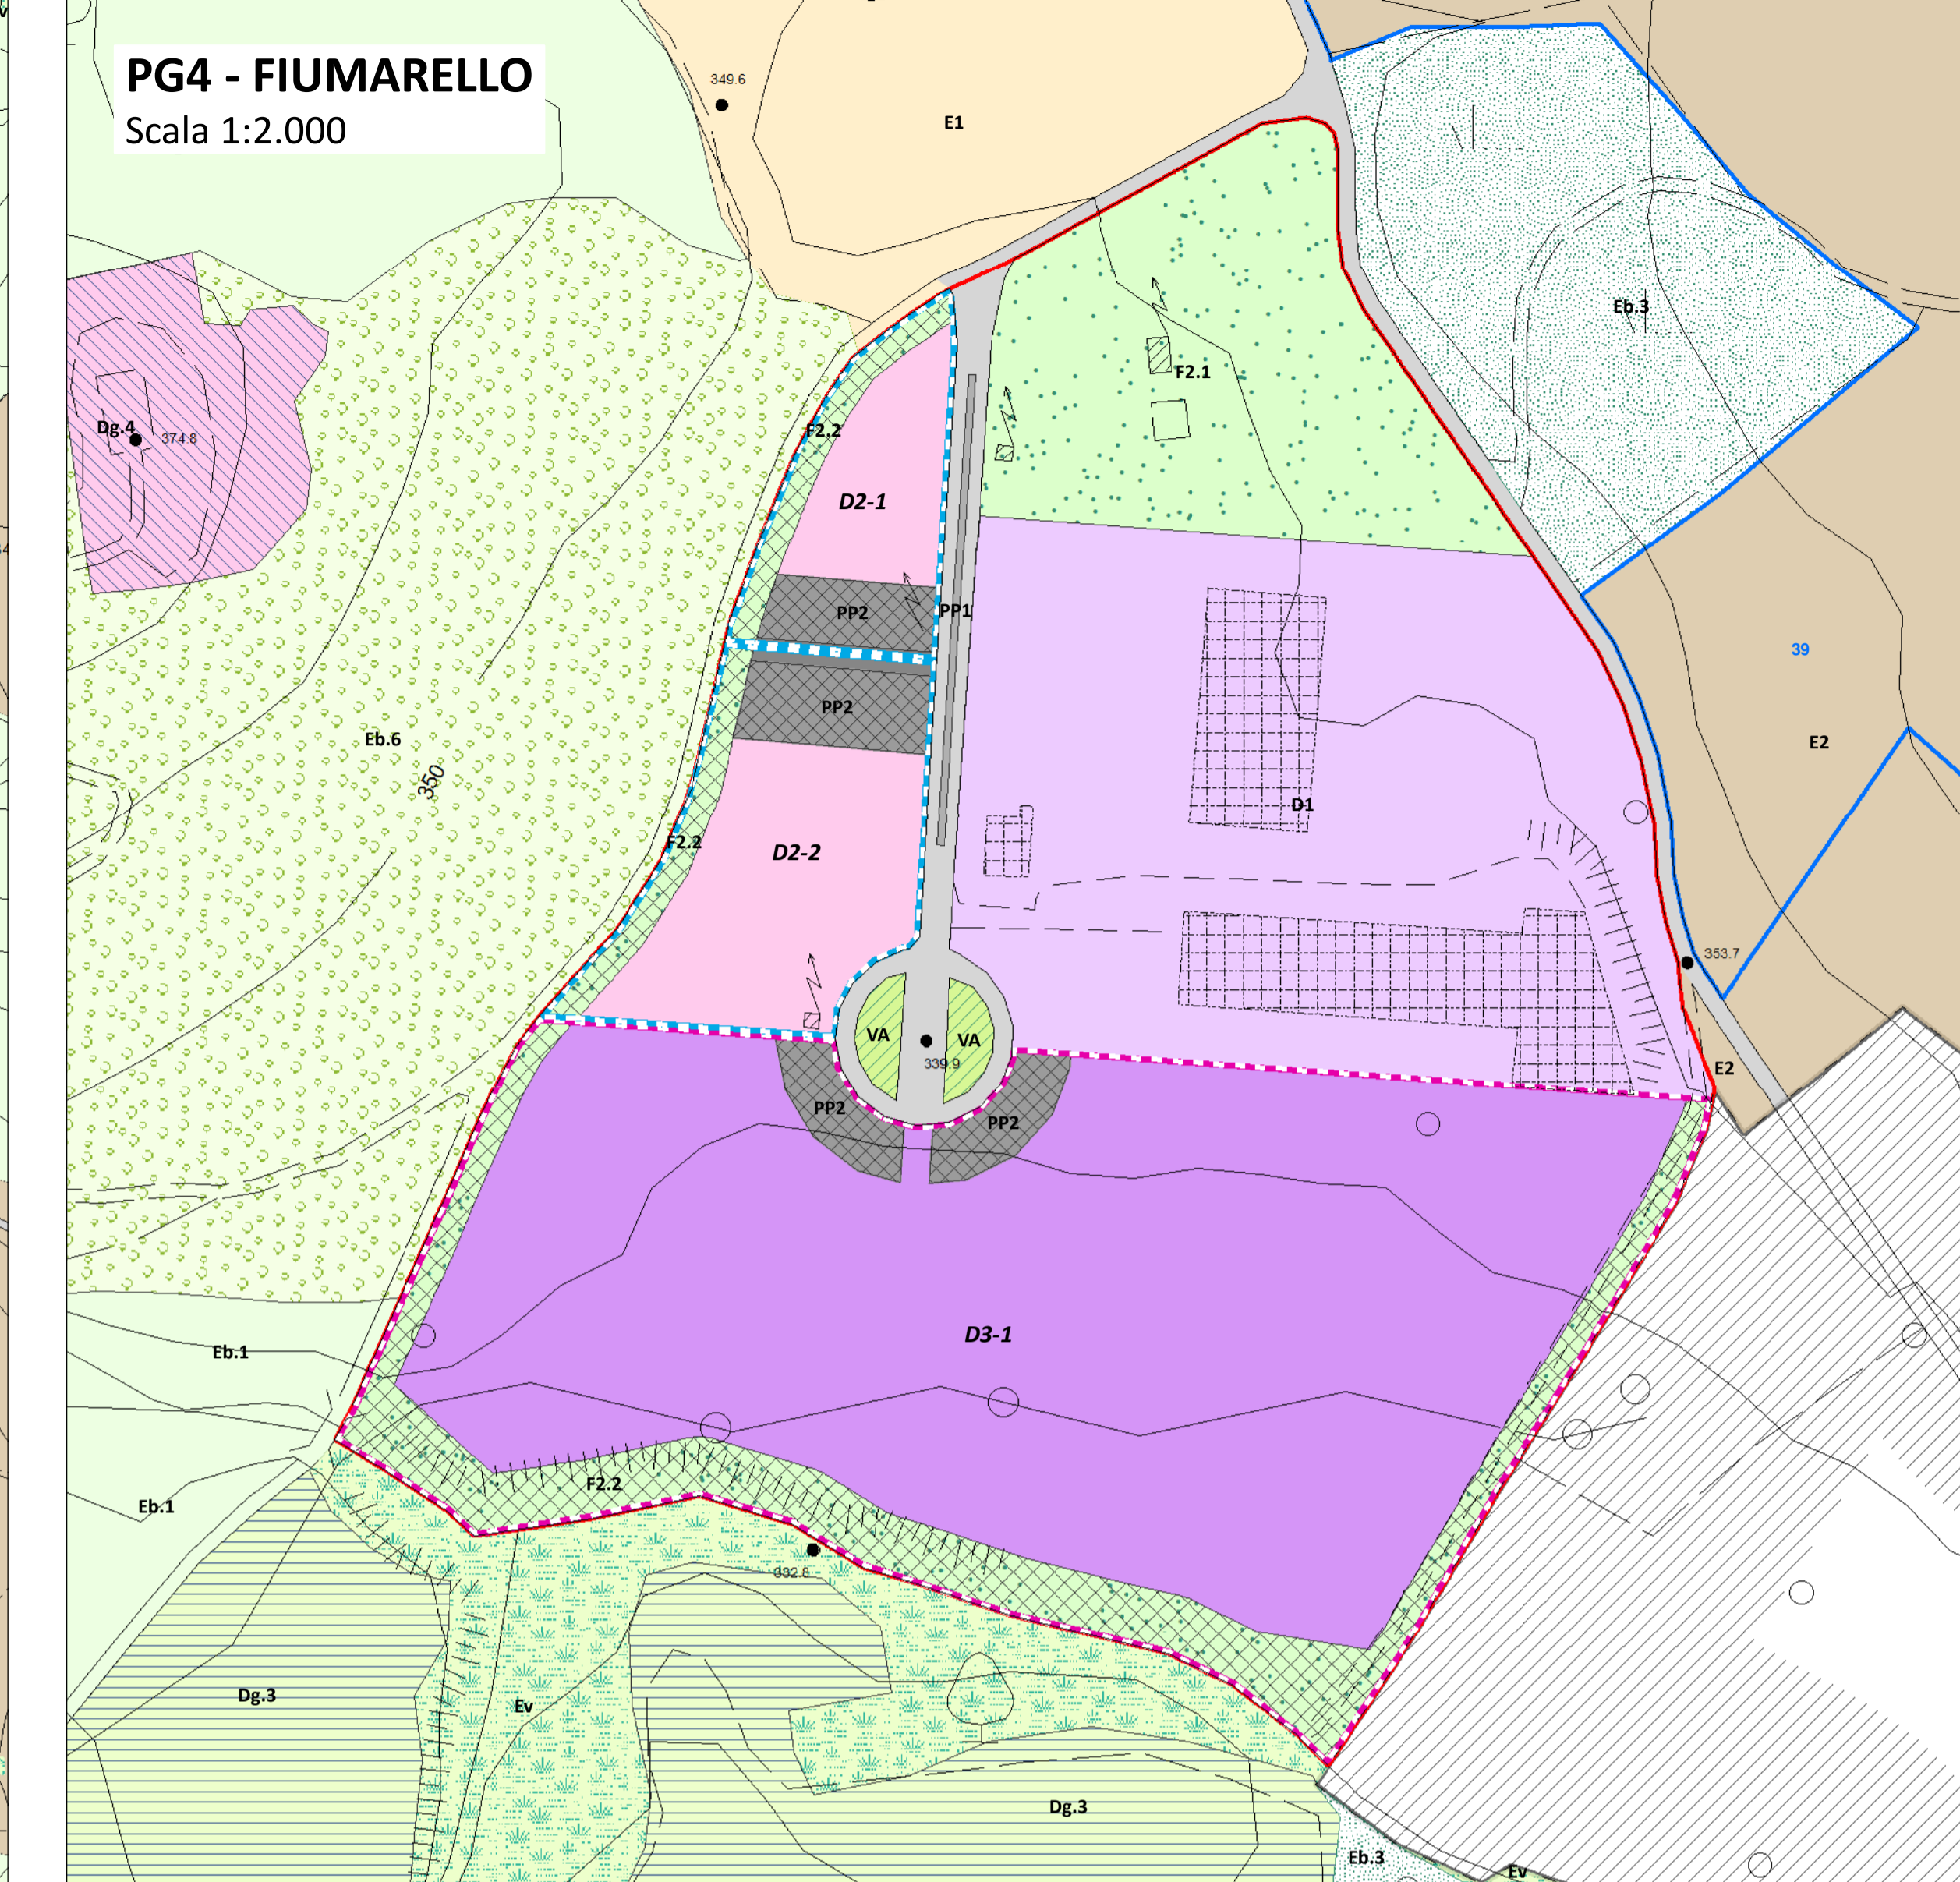 PG4 - FIUMARELLO
Scala 1:2.000
349.6
E1
Eb.3
F2.1
Dg.4
374.8
F2.2
D2-1
PP2
PP1
39
PP2
Eb.6
E2
350
D1
F2.2
D2-2
353.7
VA
VA
339.9
E2
PP2
PP2
D3-1
Eb.1
F2.2
Eb.1
332.8
Dg.3
Ev
Dg.3
Eb.3
Ev